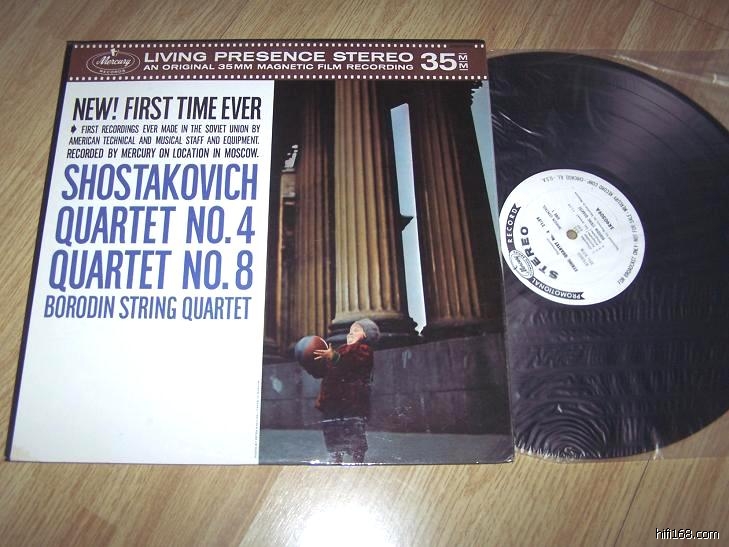 Mercury
RECORDS
LIVING PRESENCE STEREO
AN ORIGINAL 35MM MAGNETIC FILM RECORDING
35MM
NEW! FIRST TIME EVER
FIRST RECORDINGS EVER MADE IN THE SOVIET UNION BY
AMERICAN TECHNICAL AND MUSICAL STAFF AND EQUIPMENT.
RECORDED BY MERCURY ON LOCATION IN MOSCOW.
SHOSTAKOVICH
QUARTET NO. 4
QUARTET NO. 8
BORODIN STRING QUARTET
PROMOTIONAL
RECORD
STEREO
hifi168.com